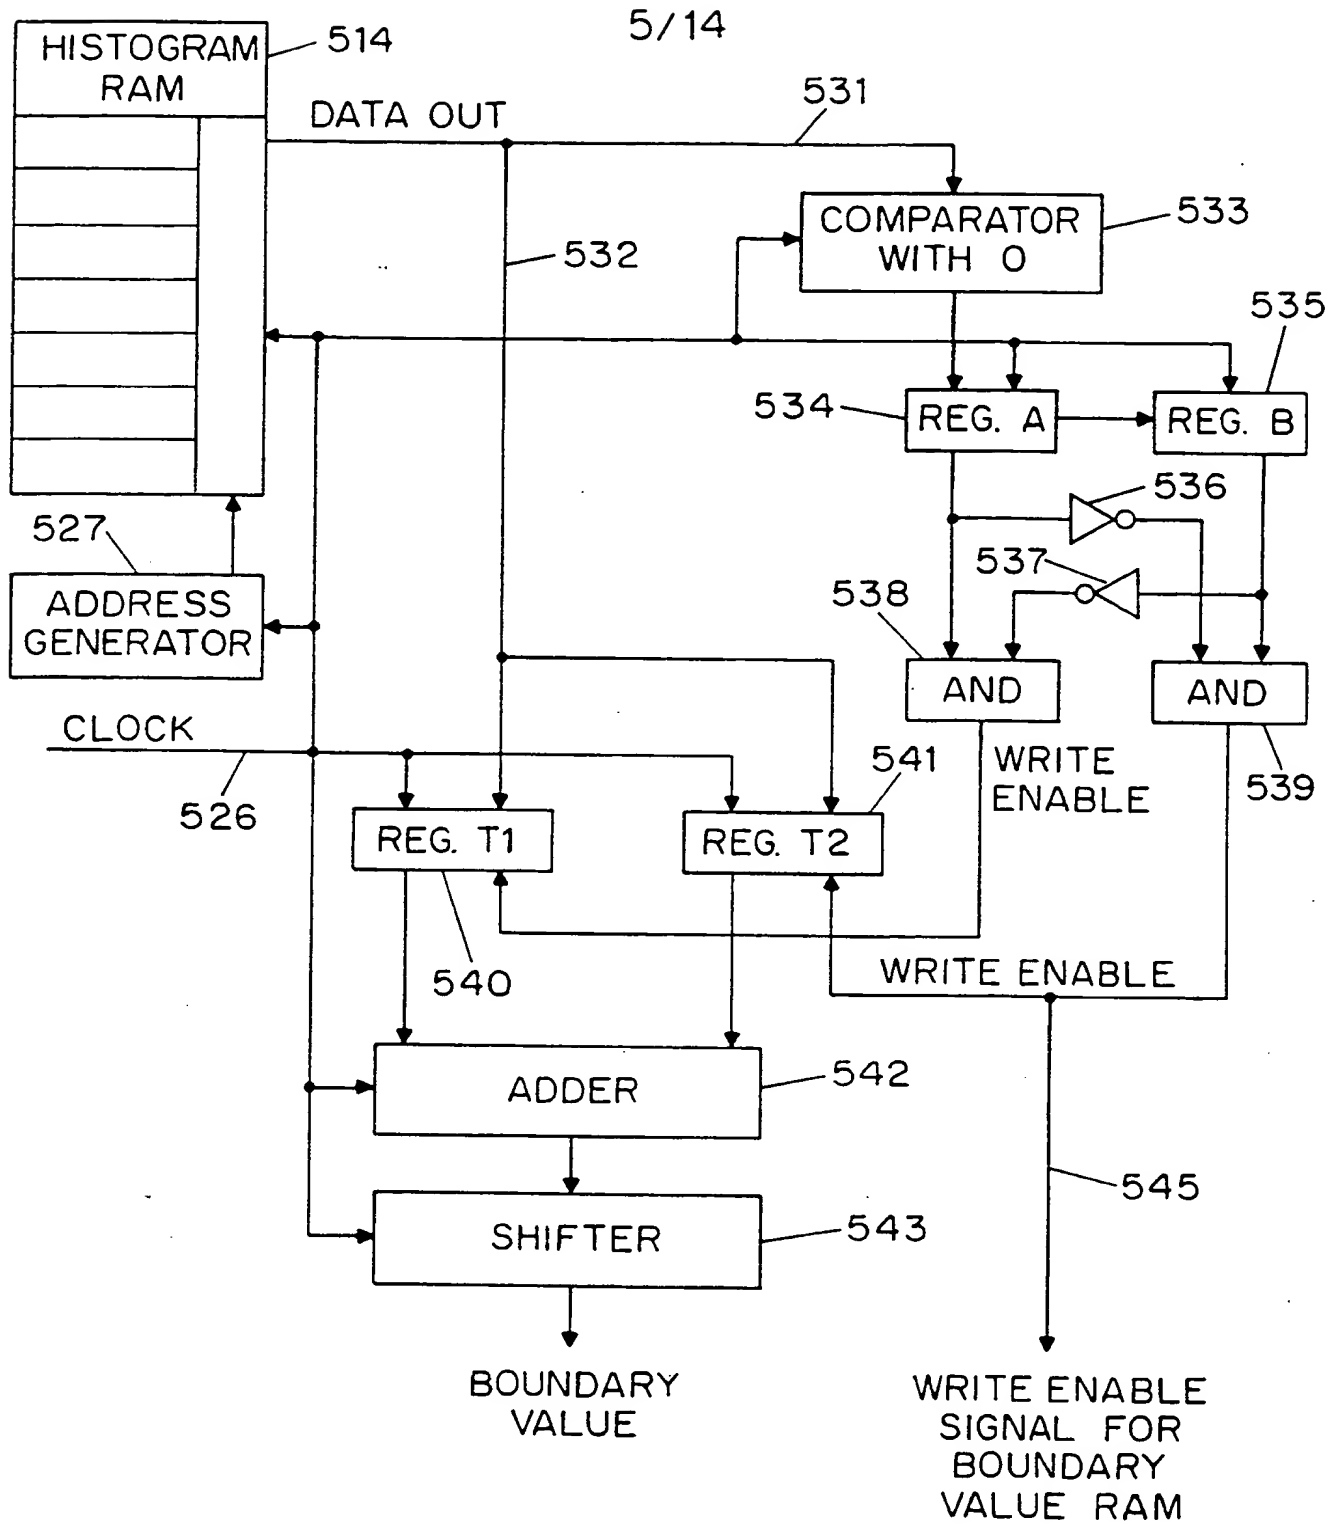 5/14
HISTOGRAM
RAM
514
DATA OUT
531
532
COMPARATOR
WITH 0
533
535
534
REG. A
REG. B
536
527
537
538
ADDRESS
GENERATOR
AND
AND
CLOCK
526
WRITE
ENABLE
541
539
REG. T1
REG. T2
540
WRITE ENABLE
ADDER
542
545
SHIFTER
543
BOUNDARY
VALUE
WRITE ENABLE
SIGNAL FOR
BOUNDARY
VALUE RAM